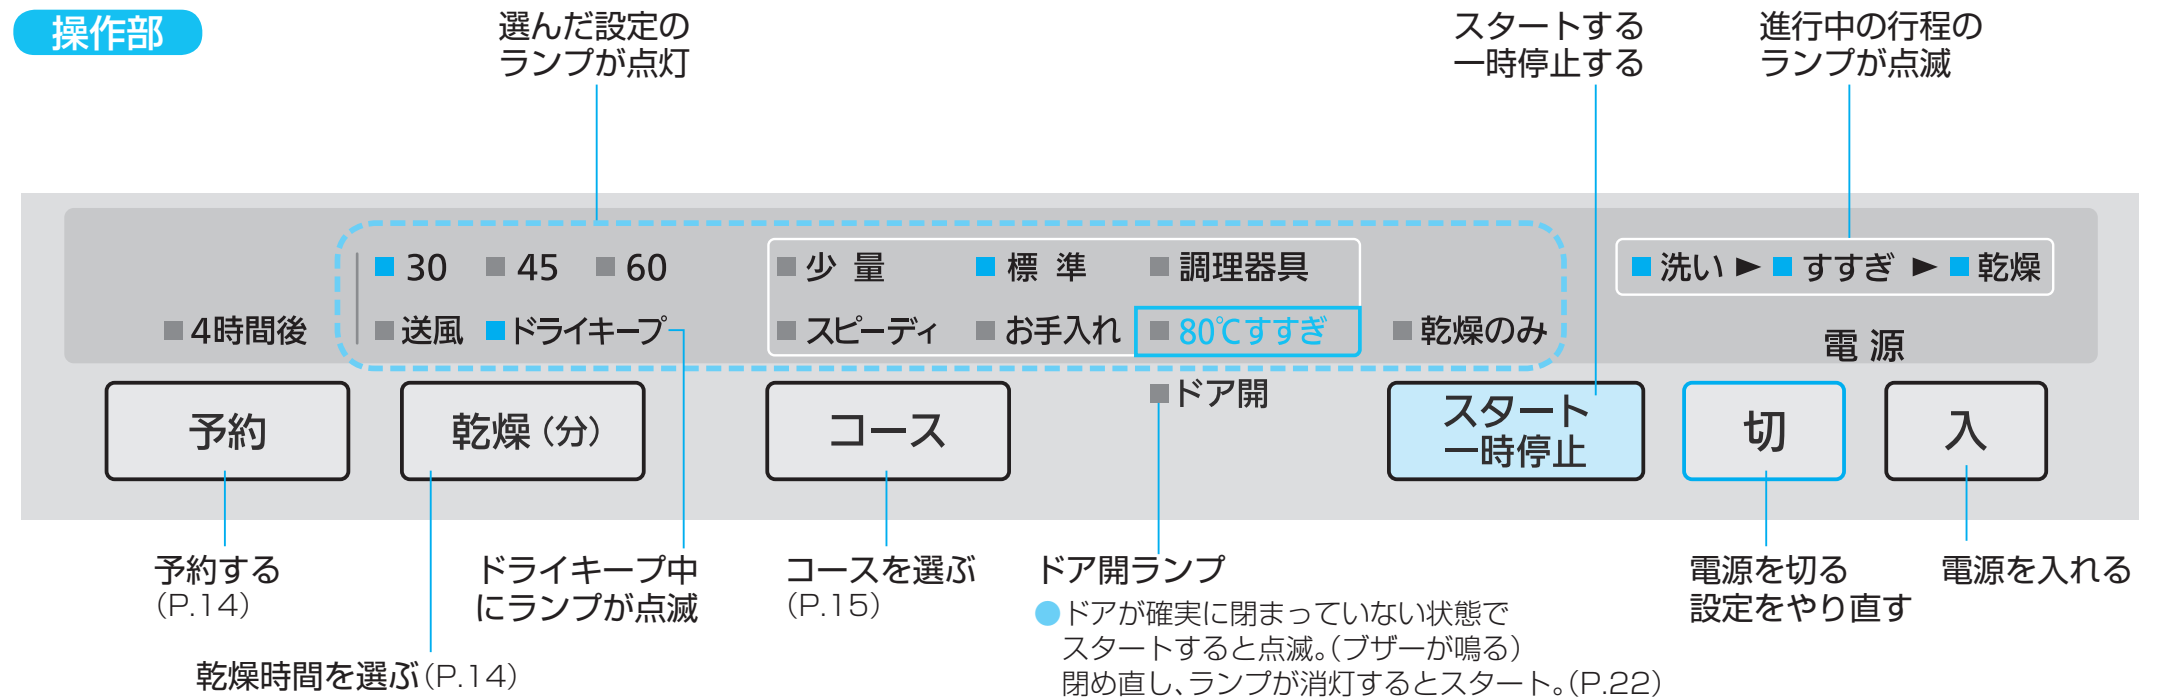 操作部
選んだ設定の
ランプが点灯
スタートする
一時停止する
進行中の行程の
ランプが点滅
30 45 60 少量 標準 調理器具 洗い ▶ すすぎ ▶ 乾燥
4時間後 送風 ドライキープ スピーディ お手入れ 80℃すすぎ 乾燥のみ 電源
ドア開
予約 乾燥(分) コース スタート 切 入
一時停止
予約する
(P.14)
乾燥時間を選ぶ(P.14)
ドライキープ中
にランプが点滅
コースを選ぶ
(P.15)
ドア開ランプ
●ドアが確実に閉まっていない状態で
スタートすると点滅。(ブザーが鳴る)
閉め直し、ランプが消灯するとスタート。(P.22)
電源を切る
設定をやり直す
電源を入れる